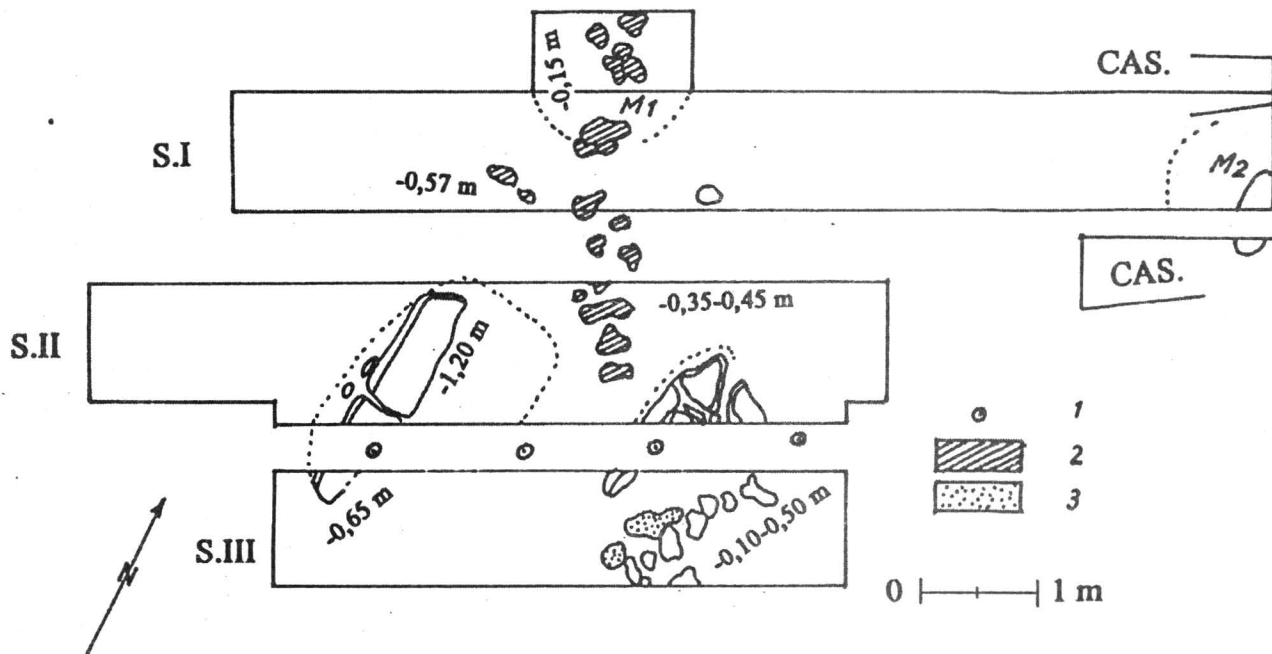 -0,15 m
CAS.
M1
S.I
M2
-0,57 m
CAS.
-0,35-0,45 m
S.II
-1,20 m
1
2
3
-0,65 m
-0,10-0,50 m
S.III
N
0 1 m